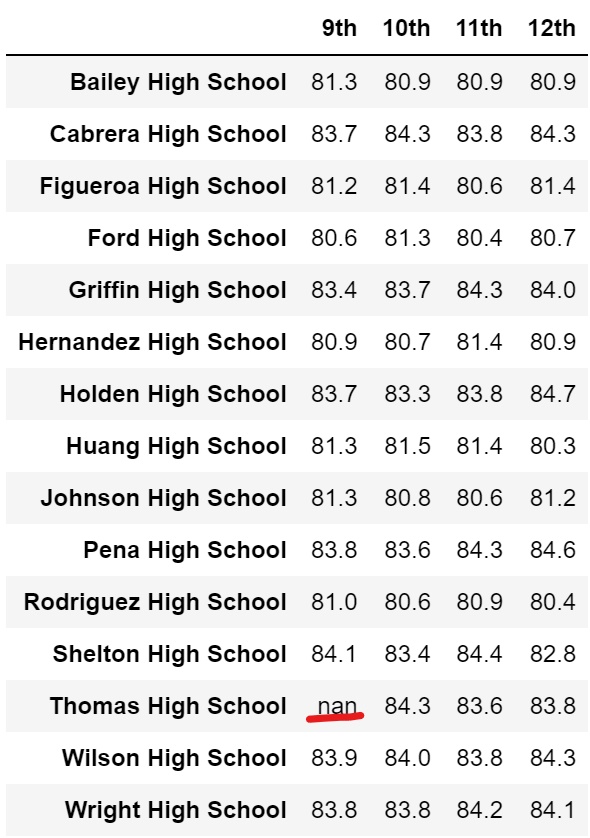 9th 10th 11th 12th
Bailey High School 81.3 80.9 80.9 80.9
Cabrera High School 83.7 84.3 83.8 84.3
Figueroa High School 81.2 81.4 80.6 81.4
Ford High School 80.6 81.3 80.4 80.7
Griffin High School 83.4 83.7 84.3 84.0
Hernandez High School 80.9 80.7 81.4 80.9
Holden High School 83.7 83.3 83.8 84.7
Huang High School 81.3 81.5 81.4 80.3
Johnson High School 81.3 80.8 80.6 81.2
Pena High School 83.8 83.6 84.3 84.6
Rodriguez High School 81.0 80.6 80.9 80.4
Shelton High School 84.1 83.4 84.4 82.8
Thomas High School nan 84.3 83.6 83.8
Wilson High School 83.9 84.0 83.8 84.3
Wright High School 83.8 83.8 84.2 84.1